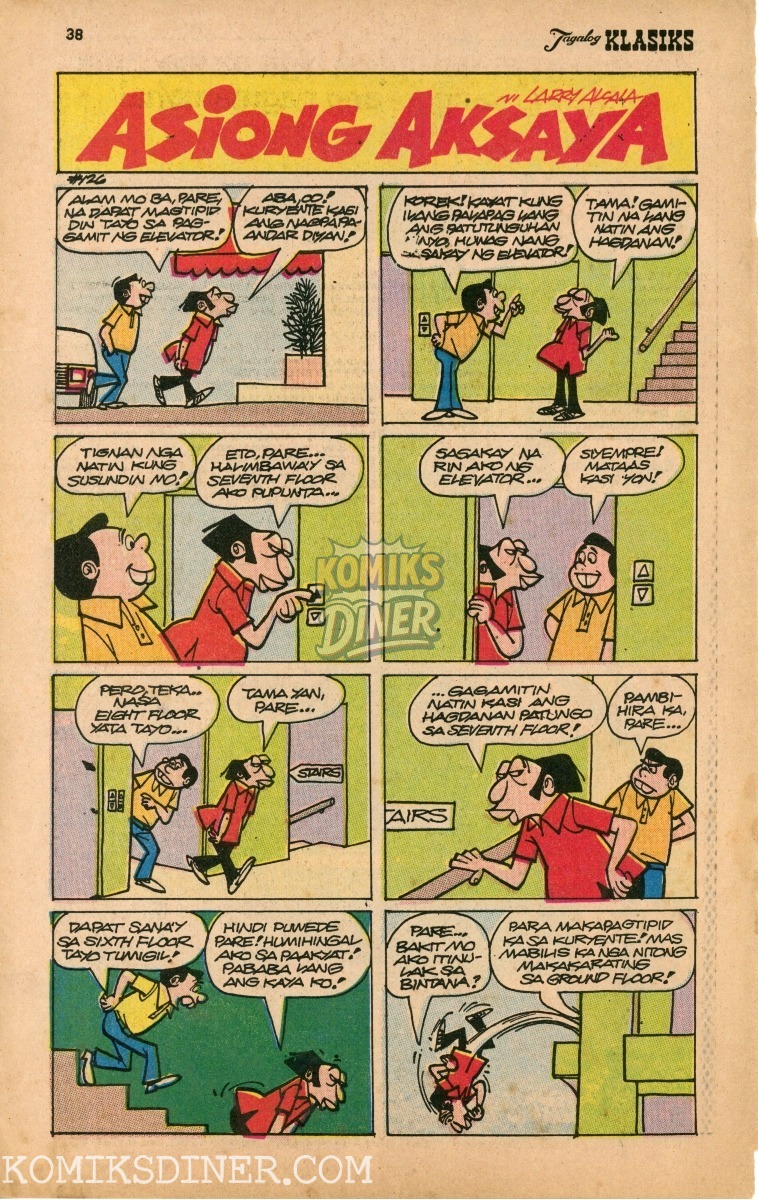 38
Tagalog KLASIKS
ASIONG AKSAYA
NI LARRY ALCALA
#426
ALAM MO BA, PARE,
NA DAPAT MAGTIPID
DIN TAYO SA PAG-
GAMIT NG ELEVATOR!
ABA, OO!
KURYENTE KASI
ANG NAGPAPA-
ANDAR DIYAN!
KOREK! KAYAT KUNG
ILANG PALAPAG LANG
ANG PATUTUNGUHAN
'NYO, HUWAG NANG
SAKAY NG ELEVATOR!
TAMA! GAMI-
TIN NA LANG
NATIN ANG
HAGDANAN!
TIGNAN NGA
NATIN KUNG
SUSUNDIN MO!
ETO, PARE...
HALIMBAWA'Y SA
SEVENTH FLOOR
AKO PUPUNTA...
SASAKAY NA
RIN AKO NG
ELEVATOR...
SIYEMPRE!
MATAAS
KASI 'YON!
PERO, TEKA..
NASA
EIGHT FLOOR
YATA TAYO...
TAMA 'YAN,
PARE...
STAIRS
...GAGAMITIN
NATIN KASI ANG
HAGDANAN PATUNGO
SA SEVENTH FLOOR!
PAMBI-
HIRA KA,
PARE...
TAIRS
DAPAT SANA'Y
SA SIXTH FLOOR
TAYO TUMIGIL!
HINDI PUWEDE
PARE! HUMIHINGAL
AKO SA PAAKYAT!
PABABA LANG
ANG KAYA KO!
PARE...
BAKIT MO
AKO ITINU-
LAK SA
BINTANA?
PARA MAKAPAGTIPID
KA SA KURYENTE! MAS
MABILIS KA NGA NITONG
MAKAKARATING
SA GROUND FLOOR!
KOMIKS
DINER
KOMIKSDINER.COM